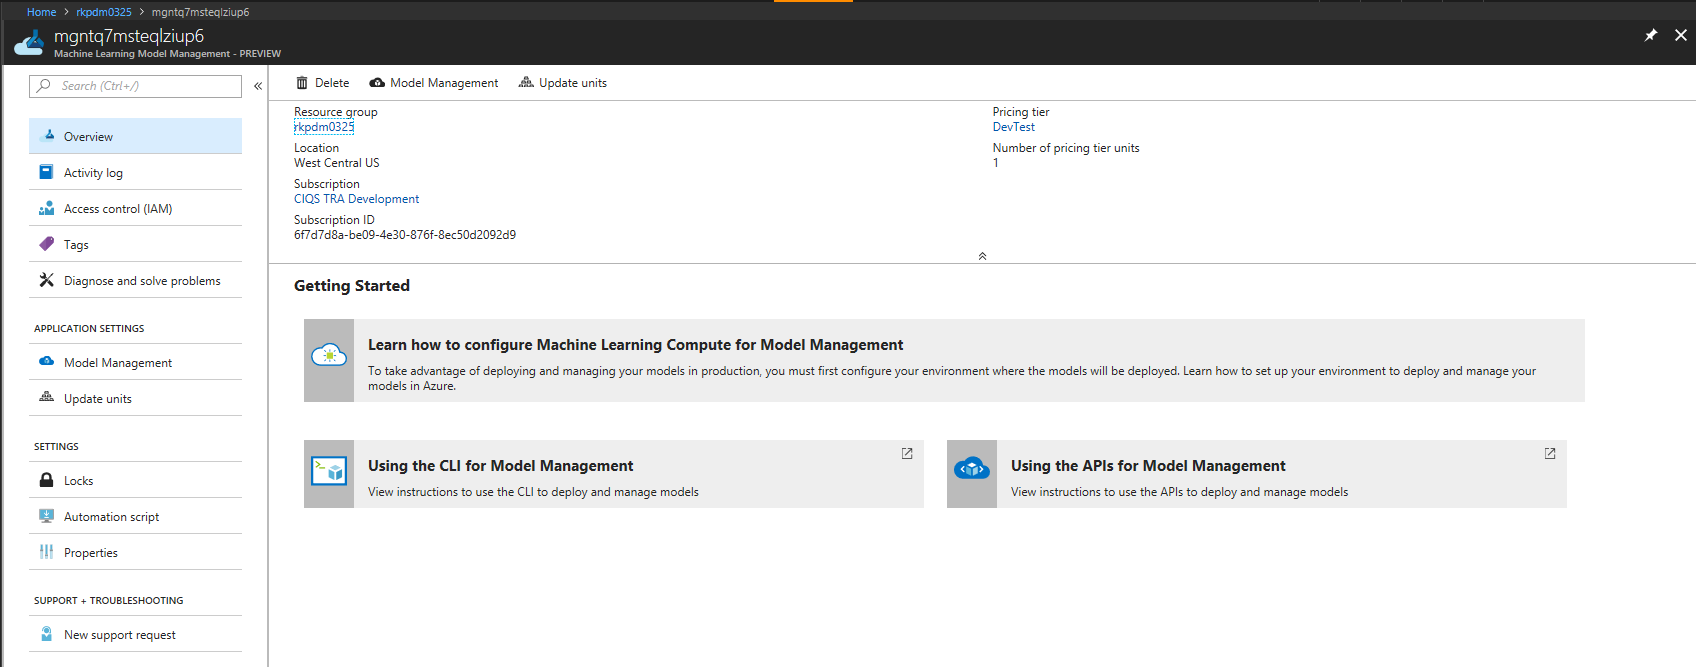 Home > rkpdm0325 > mgntq7msteqlziup6
mgntq7msteqlziup6
Machine Learning Model Management - PREVIEW
Search (Ctrl+/)
«
Overview
Activity log
Access control (IAM)
Tags
Diagnose and solve problems
APPLICATION SETTINGS
Model Management
Update units
SETTINGS
Locks
Automation script
Properties
SUPPORT + TROUBLESHOOTING
New support request
Delete Model Management Update units
Resource group
rkpdm0325
Location
West Central US
Subscription
CIQS TRA Development
Subscription ID
6f7d7d8a-be09-4e30-876f-8ec50d2092d9
Pricing tier
DevTest
Number of pricing tier units
1
Getting Started
Learn how to configure Machine Learning Compute for Model Management
To take advantage of deploying and managing your models in production, you must first configure your environment where the models will be deployed. Learn how to set up your environment to deploy and manage your
models in Azure.
Using the CLI for Model Management
View instructions to use the CLI to deploy and manage models
Using the APIs for Model Management
View instructions to use the APIs to deploy and manage models